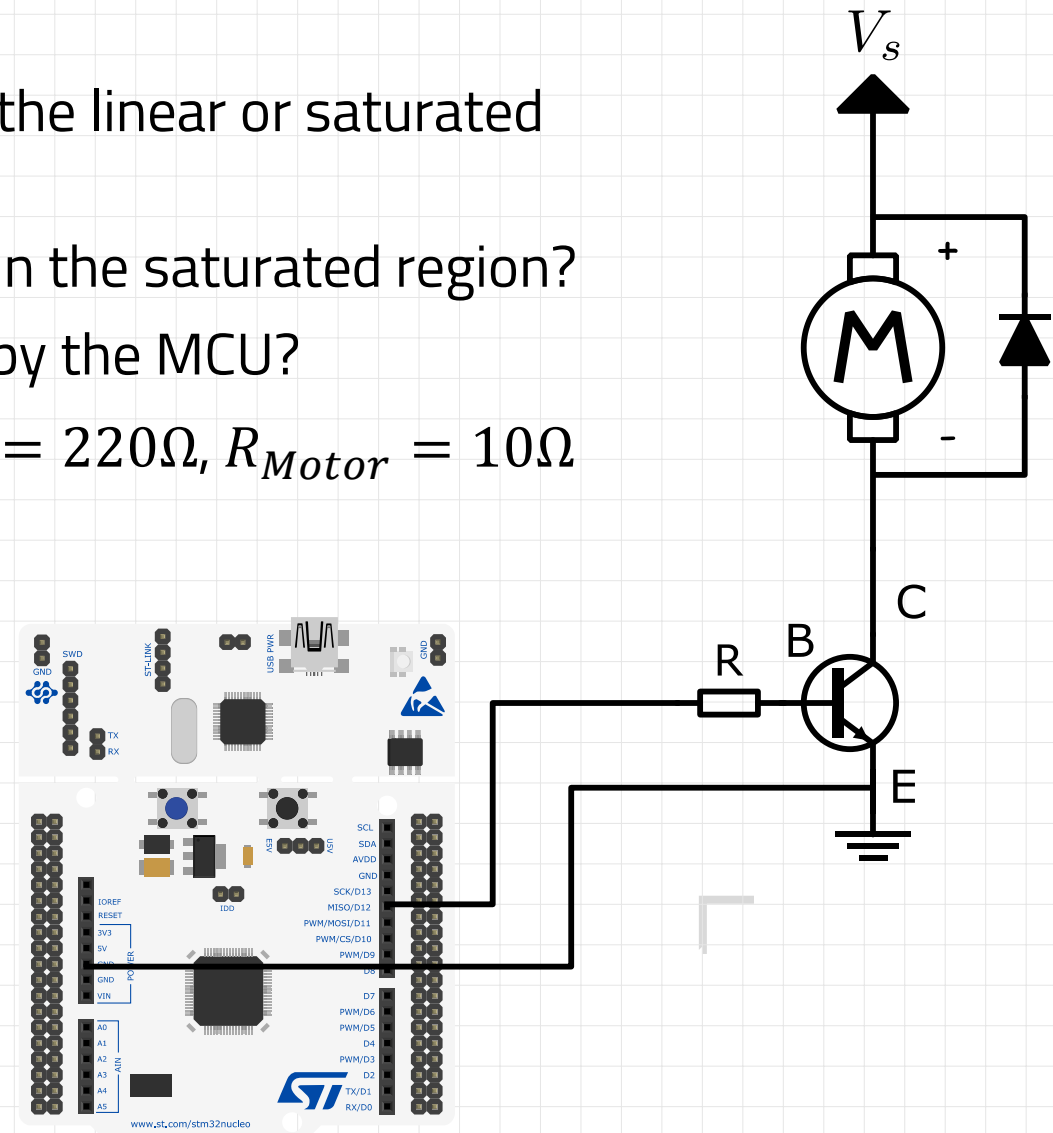 V_s
the linear or saturated
n the saturated region?
by the MCU?
= 220Ω, R_Motor = 10Ω
+
M
-
C
B
R
E
GND
SWD
ST-LINK
USB PWR
GND
TX
RX
E5V
U5V
IDD
SCL
SDA
AVDD
GND
SCK/D13
MISO/D12
PWM/MOSI/D11
PWM/CS/D10
PWM/D9
D8
IOREF
RESET
3V3
5V
GND
GND
VIN
POWER
D7
PWM/D6
PWM/D5
D4
PWM/D3
D2
TX/D1
RX/D0
A0
A1
A2
A3
A4
A5
AIN
ST
www.st.com/stm32nucleo